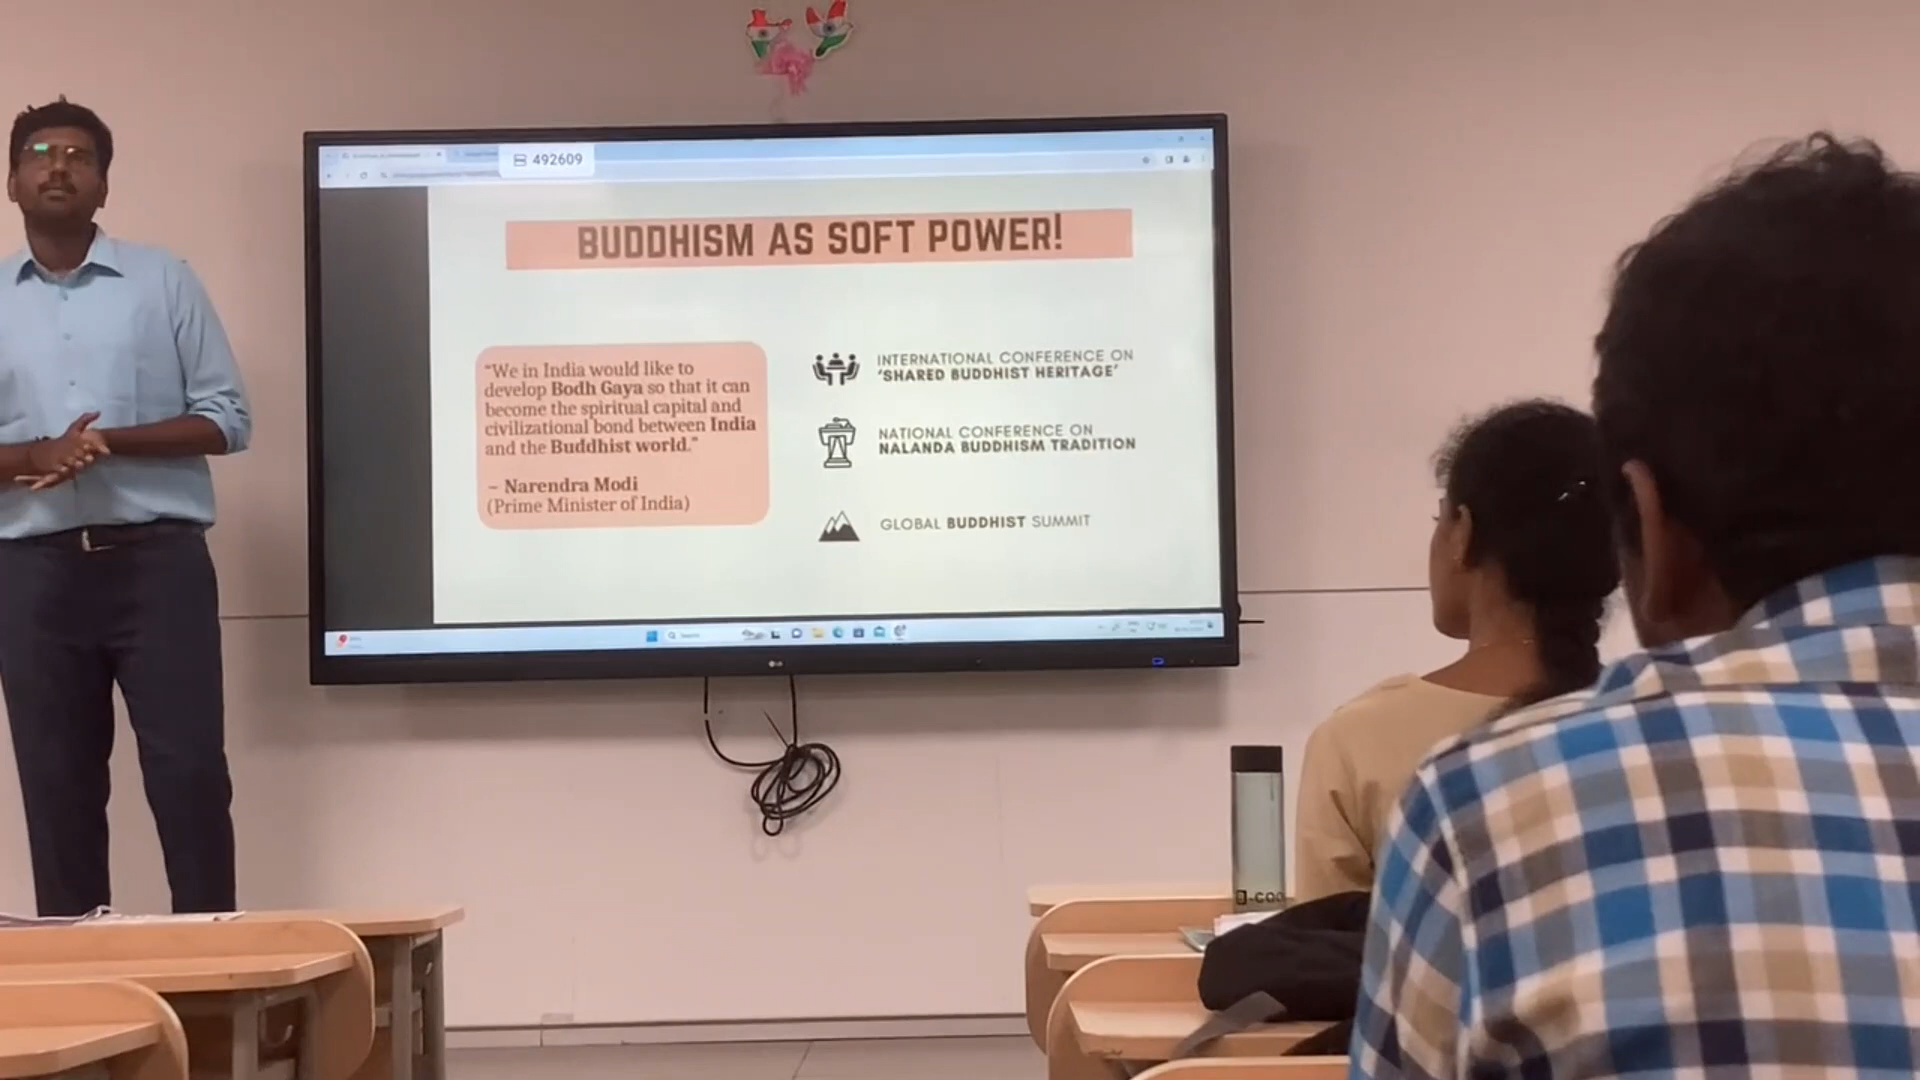 492609
BUDDHISM AS SOFT POWER!
"We in India would like to
develop Bodh Gaya so that it can
become the spiritual capital and
civilizational bond between India
and the Buddhist world."
– Narendra Modi
(Prime Minister of India)
INTERNATIONAL CONFERENCE ON
'SHARED BUDDHIST HERITAGE'
NATIONAL CONFERENCE ON
NALANDA BUDDHISM TRADITION
GLOBAL BUDDHIST SUMMIT
Search
LG